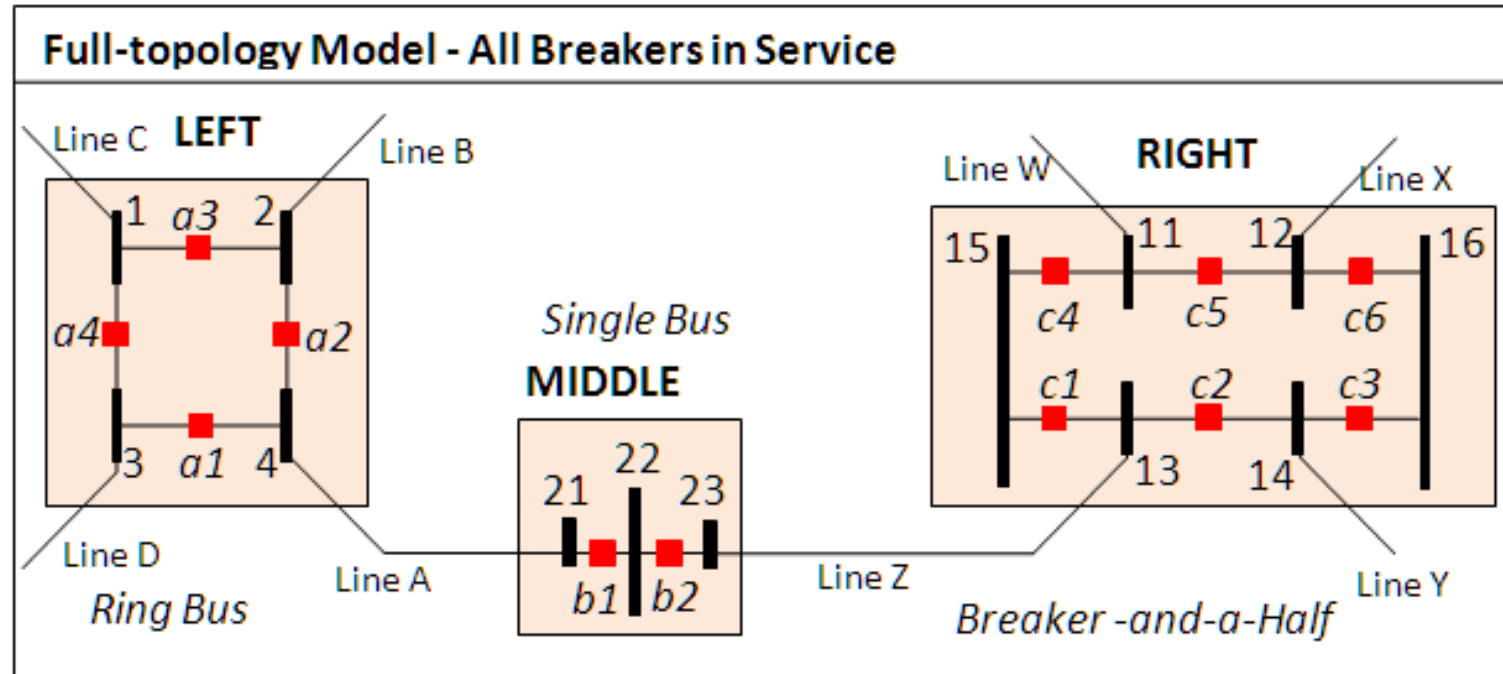 Full-topology Model - All Breakers in Service
Line C LEFT
Line B
1 a3 2
a4 a2
3 a1 4
Line D
Line A
Ring Bus
Single Bus
MIDDLE
22
21 23
b1 b2
Line Z
RIGHT
Line W
Line X
15 11 12 16
c4 c5 c6
c1 c2 c3
13 14
Line Y
Breaker -and-a-Half